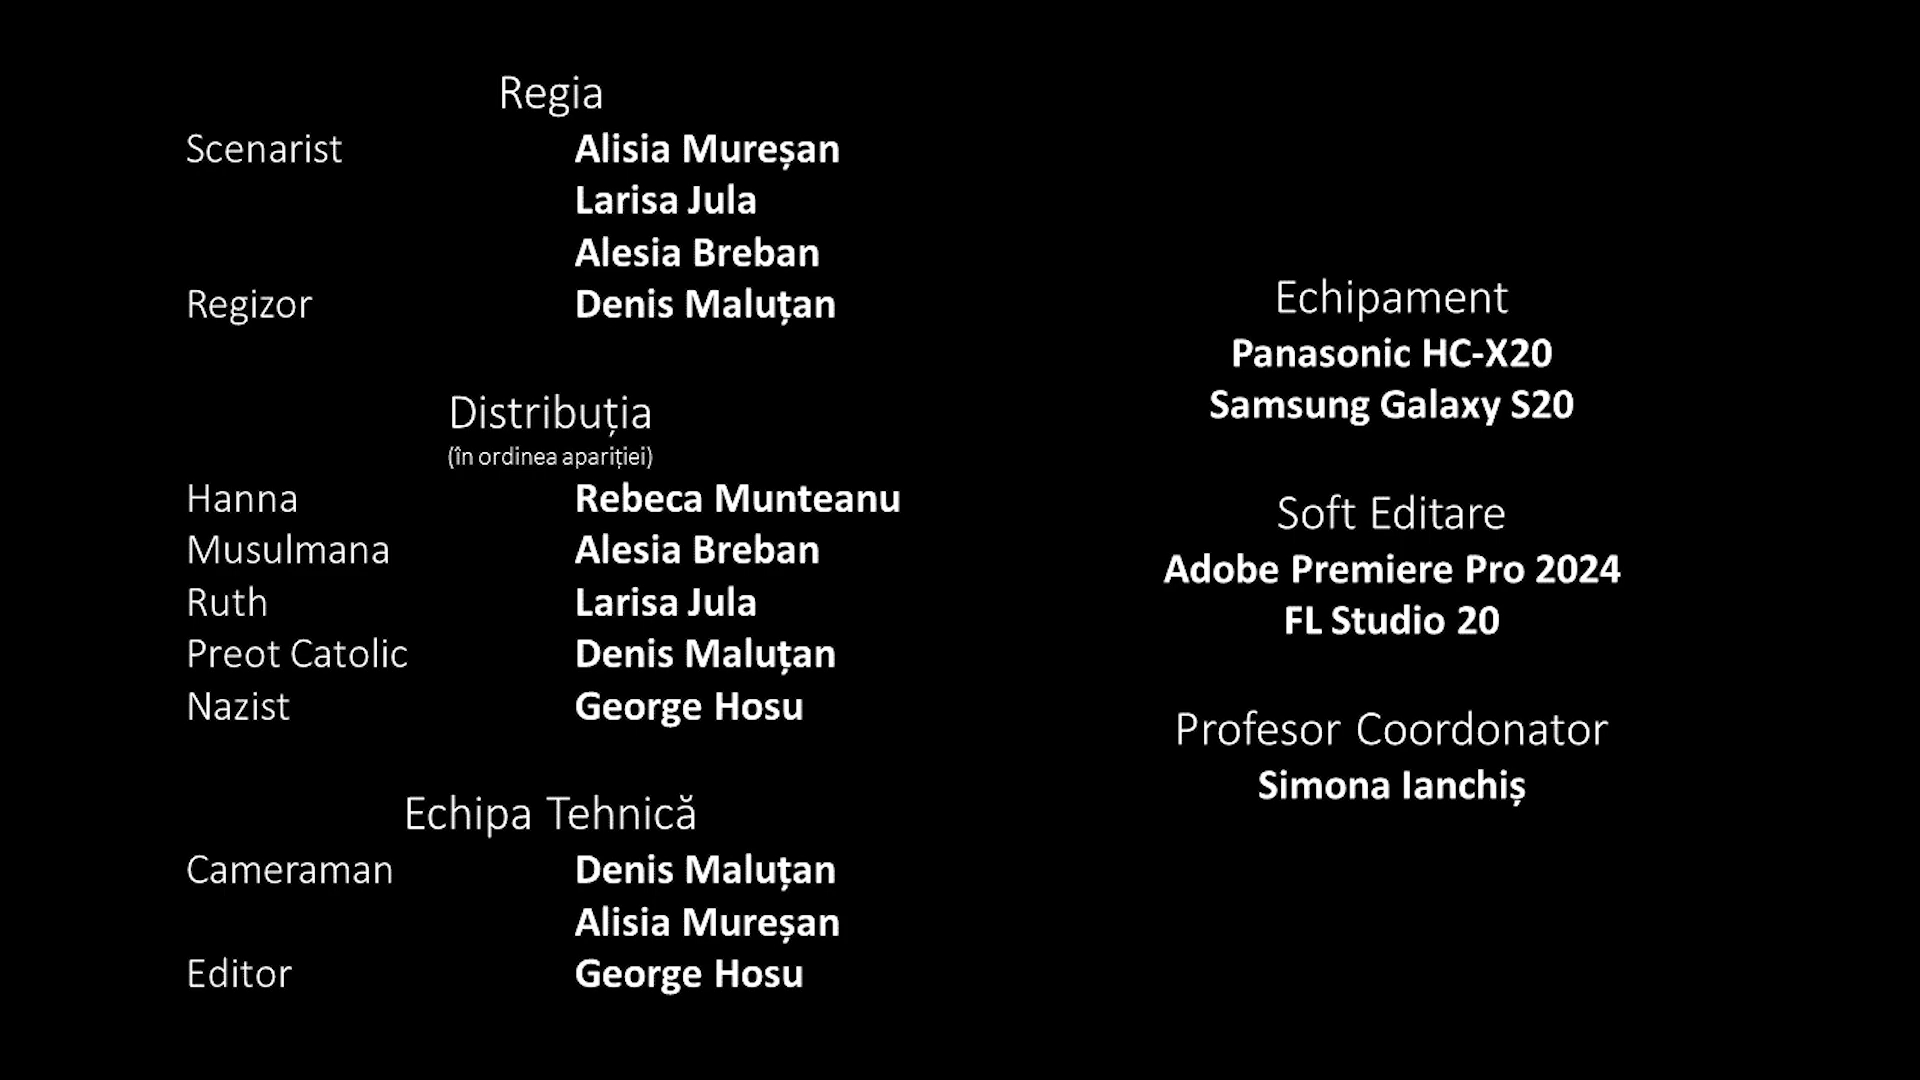 Regia
Scenarist Alisia Mureșan
Larisa Jula
Alesia Breban
Regizor Denis Maluțan
Distribuția
(în ordinea apariției)
Hanna Rebeca Munteanu
Musulmana Alesia Breban
Ruth Larisa Jula
Preot Catolic Denis Maluțan
Nazist George Hosu
Echipa Tehnică
Cameraman Denis Maluțan
Alisia Mureșan
Editor George Hosu
Echipament
Panasonic HC-X20
Samsung Galaxy S20
Soft Editare
Adobe Premiere Pro 2024
FL Studio 20
Profesor Coordonator
Simona Ianchiș